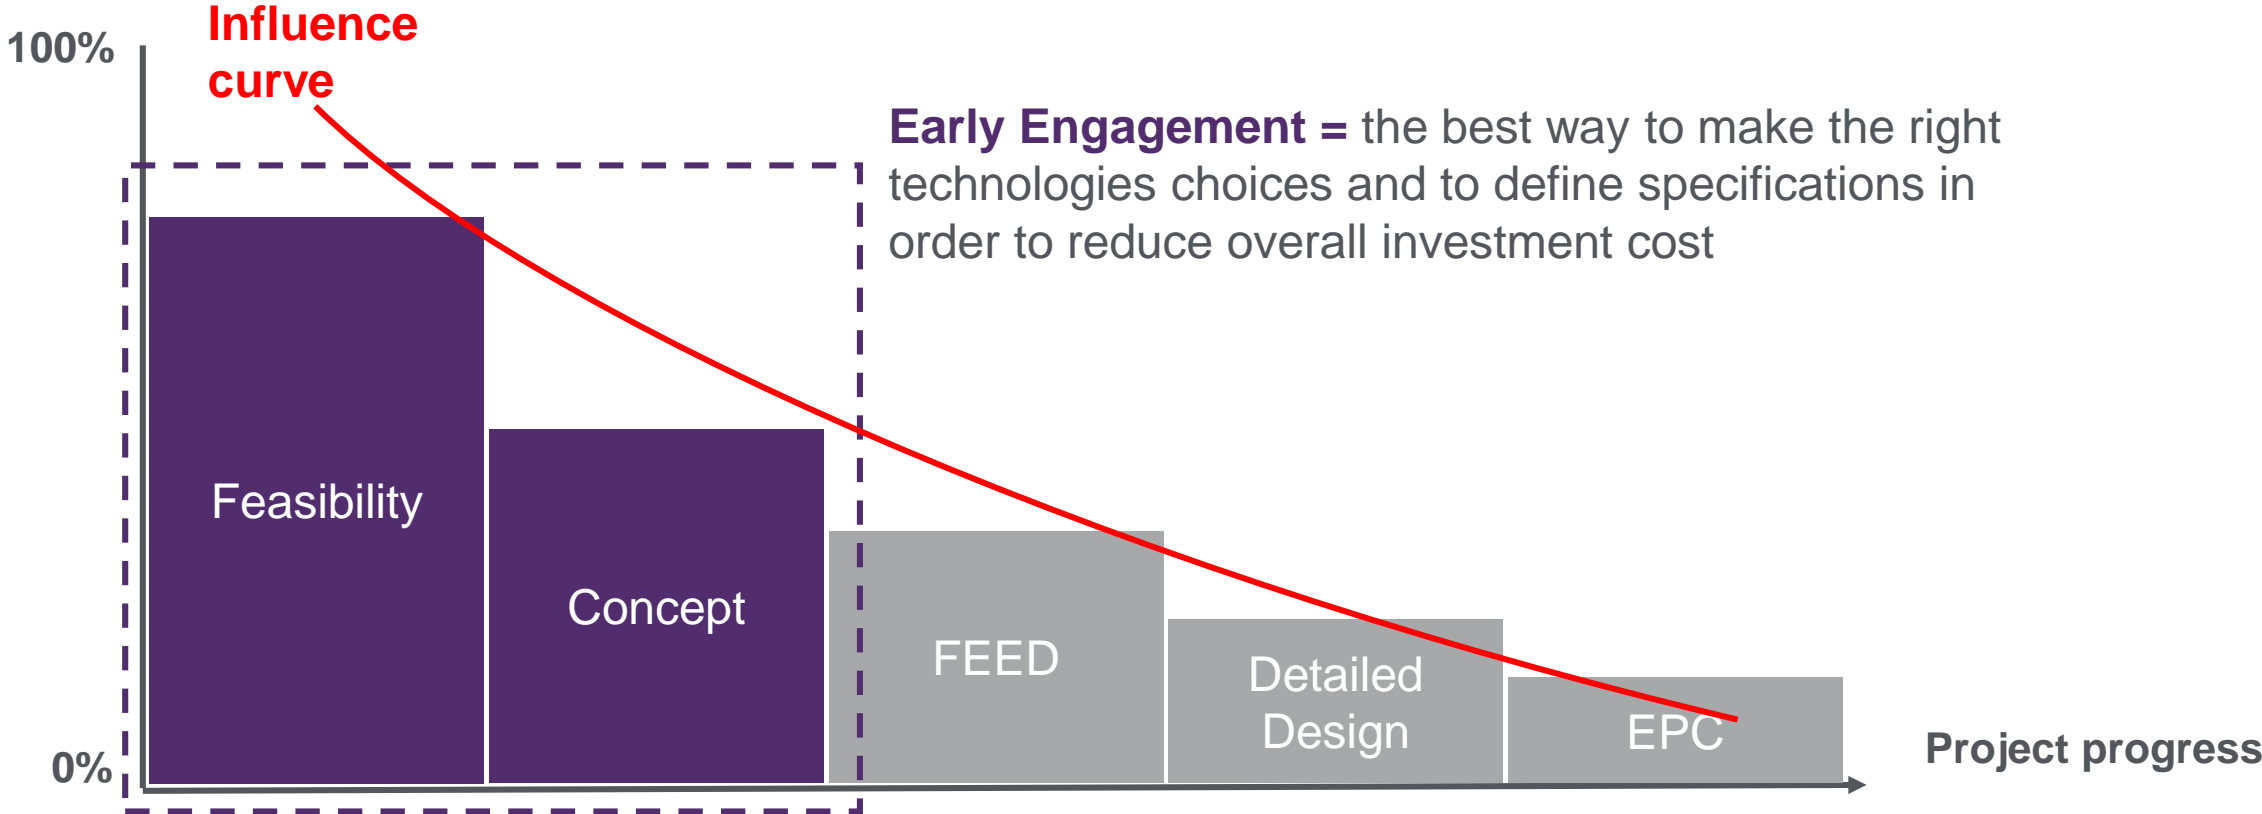 Influence
curve
100%
Early Engagement = the best way to make the right
technologies choices and to define specifications in
order to reduce overall investment cost
Feasibility
Concept
FEED
Detailed
Design
EPC
0%
Project progress